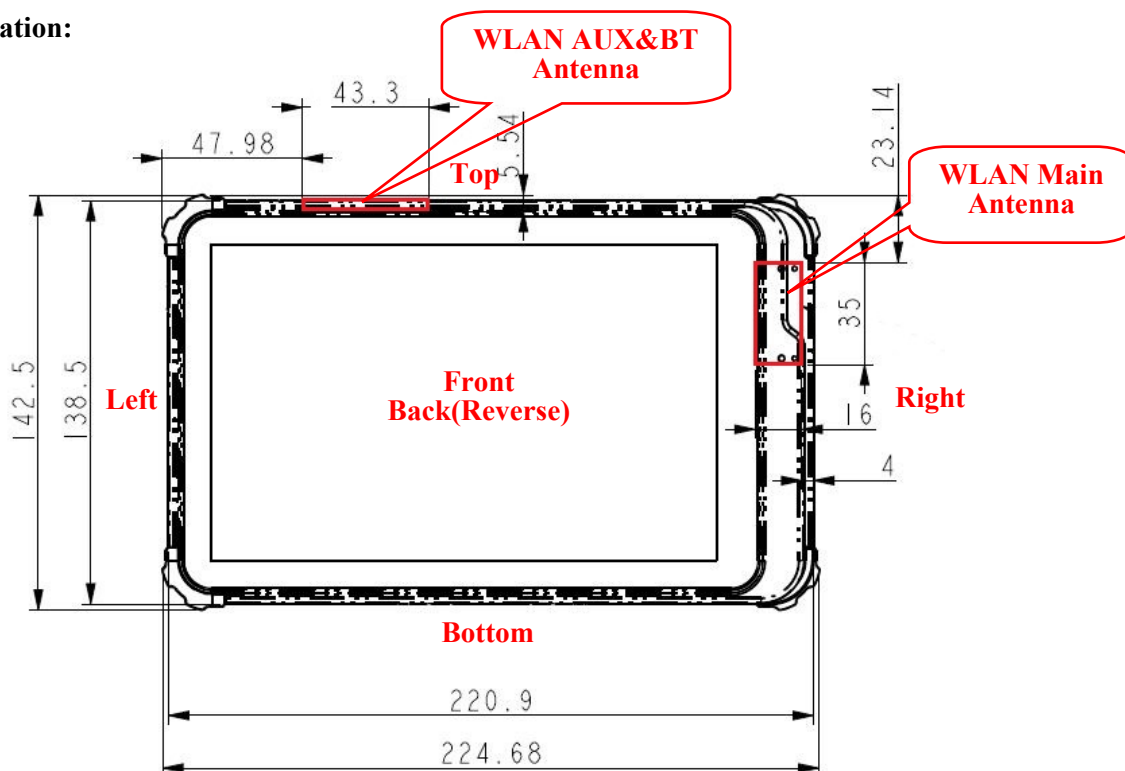 ation:
WLAN AUX&BT
Antenna
43.3
47.98
5.54
23.14
Top
WLAN Main
Antenna
35
142.5
138.5
Left
Front
Back(Reverse)
Right
16
4
Bottom
220.9
224.68